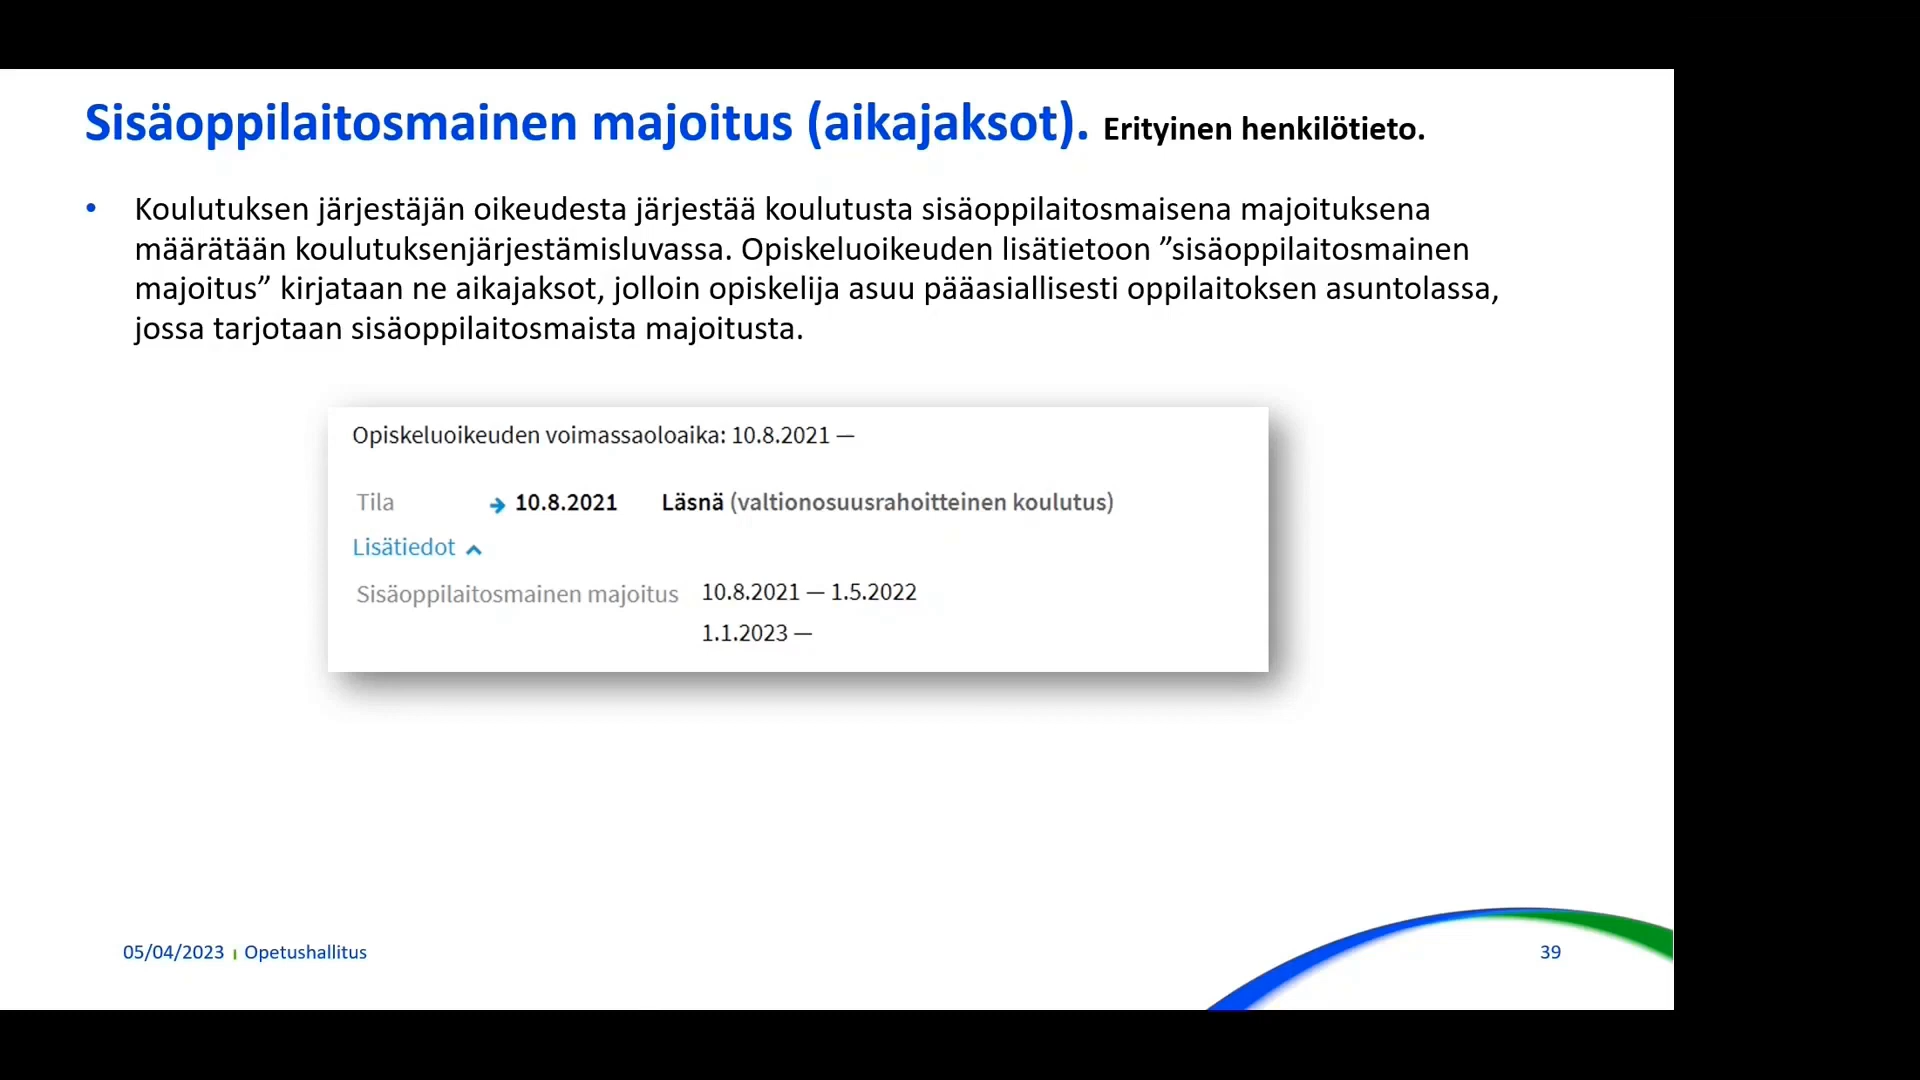 Sisäoppilaitosmainen majoitus (aikajaksot). Erityinen henkilötieto.
• Koulutuksen järjestäjän oikeudesta järjestää koulutusta sisäoppilaitosmaisena majoituksena
määrätään koulutuksenjärjestämisluvassa. Opiskeluoikeuden lisätietoon ”sisäoppilaitosmainen
majoitus” kirjataan ne aikajaksot, jolloin opiskelija asuu pääasiallisesti oppilaitoksen asuntolassa,
jossa tarjotaan sisäoppilaitosmaista majoitusta.
Opiskeluoikeuden voimassaoloaika: 10.8.2021 —
Tila → 10.8.2021 Läsnä (valtionosuusrahoitteinen koulutus)
Lisätiedot
Sisäoppilaitosmainen majoitus 10.8.2021 — 1.5.2022
1.1.2023 —
05/04/2023 | Opetushallitus 39